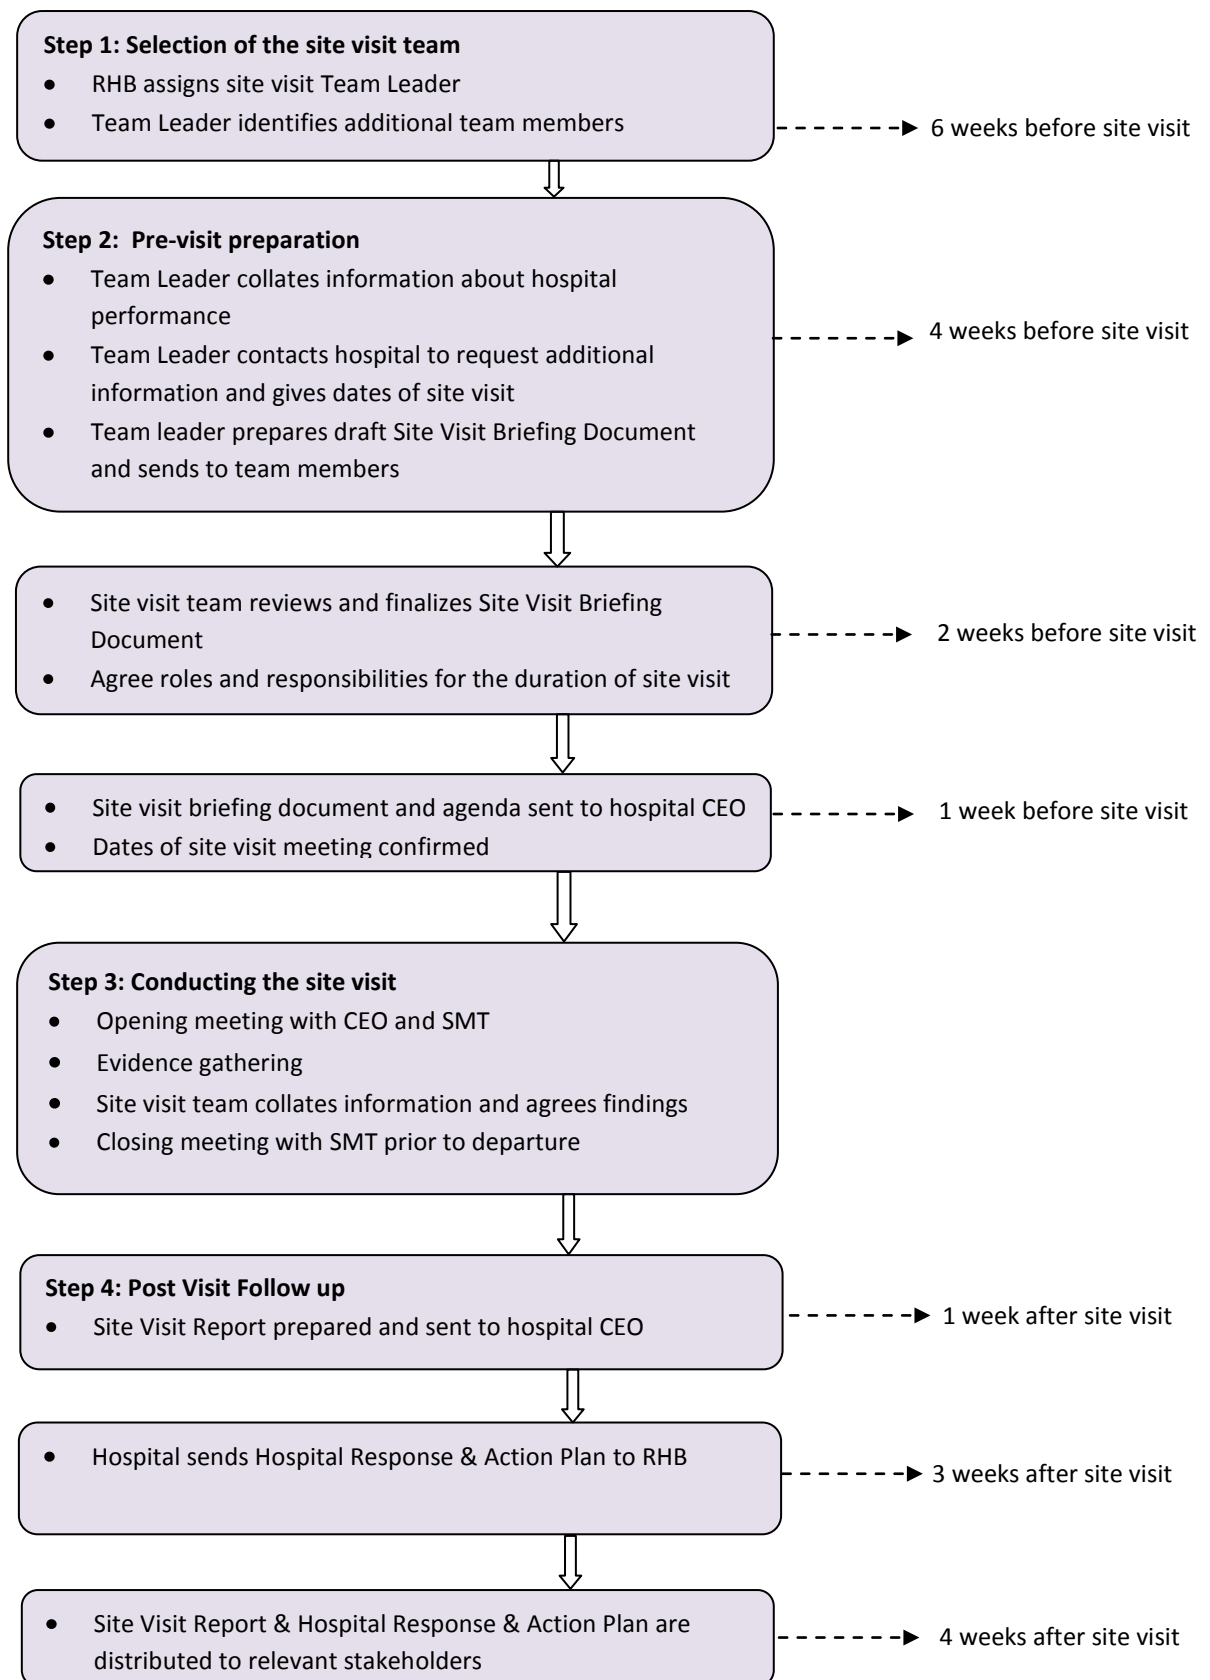 Step 1: Selection of the site visit team
• RHB assigns site visit Team Leader
• Team Leader identifies additional team members
6 weeks before site visit
Step 2: Pre-visit preparation
• Team Leader collates information about hospital
performance
• Team Leader contacts hospital to request additional
information and gives dates of site visit
• Team leader prepares draft Site Visit Briefing Document
and sends to team members
4 weeks before site visit
• Site visit team reviews and finalizes Site Visit Briefing
Document
• Agree roles and responsibilities for the duration of site visit
2 weeks before site visit
• Site visit briefing document and agenda sent to hospital CEO
• Dates of site visit meeting confirmed
1 week before site visit
Step 3: Conducting the site visit
• Opening meeting with CEO and SMT
• Evidence gathering
• Site visit team collates information and agrees findings
• Closing meeting with SMT prior to departure
Step 4: Post Visit Follow up
• Site Visit Report prepared and sent to hospital CEO
1 week after site visit
• Hospital sends Hospital Response & Action Plan to RHB
3 weeks after site visit
• Site Visit Report & Hospital Response & Action Plan are
distributed to relevant stakeholders
4 weeks after site visit